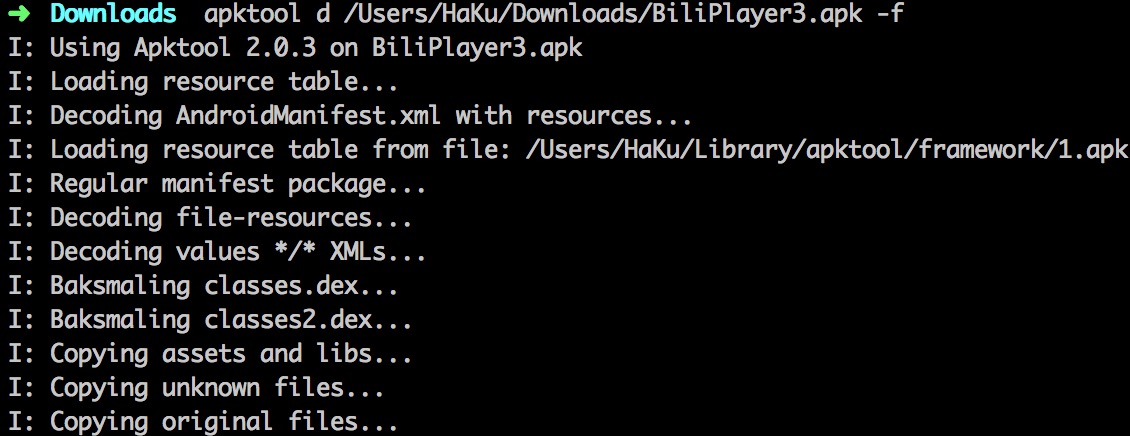 ➜ Downloads apktool d /Users/HaKu/Downloads/BiliPlayer3.apk -f
I: Using Apktool 2.0.3 on BiliPlayer3.apk
I: Loading resource table...
I: Decoding AndroidManifest.xml with resources...
I: Loading resource table from file: /Users/HaKu/Library/apktool/framework/1.apk
I: Regular manifest package...
I: Decoding file-resources...
I: Decoding values */* XMLs...
I: Baksmaling classes.dex...
I: Baksmaling classes2.dex...
I: Copying assets and libs...
I: Copying unknown files...
I: Copying original files...